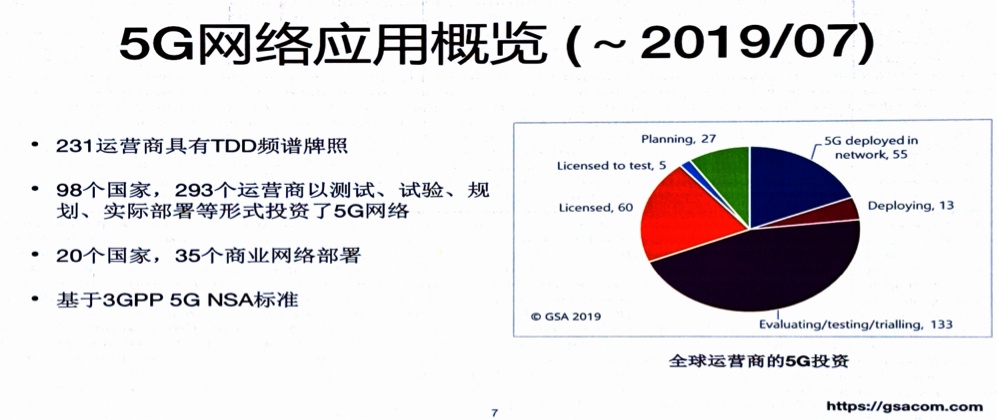 5G网络应用概览 (~2019/07)
• 231运营商具有TDD频谱牌照
• 98个国家，293个运营商以测试、试验、规
划、实际部署等形式投资了5G网络
• 20个国家，35个商业网络部署
• 基于3GPP 5G NSA标准
Planning, 27
5G deployed in
network, 55
Licensed to test, 5
Licensed, 60
Deploying, 13
© GSA 2019
Evaluating/testing/trialling, 133
全球运营商的5G投资
7
https://gsacom.com